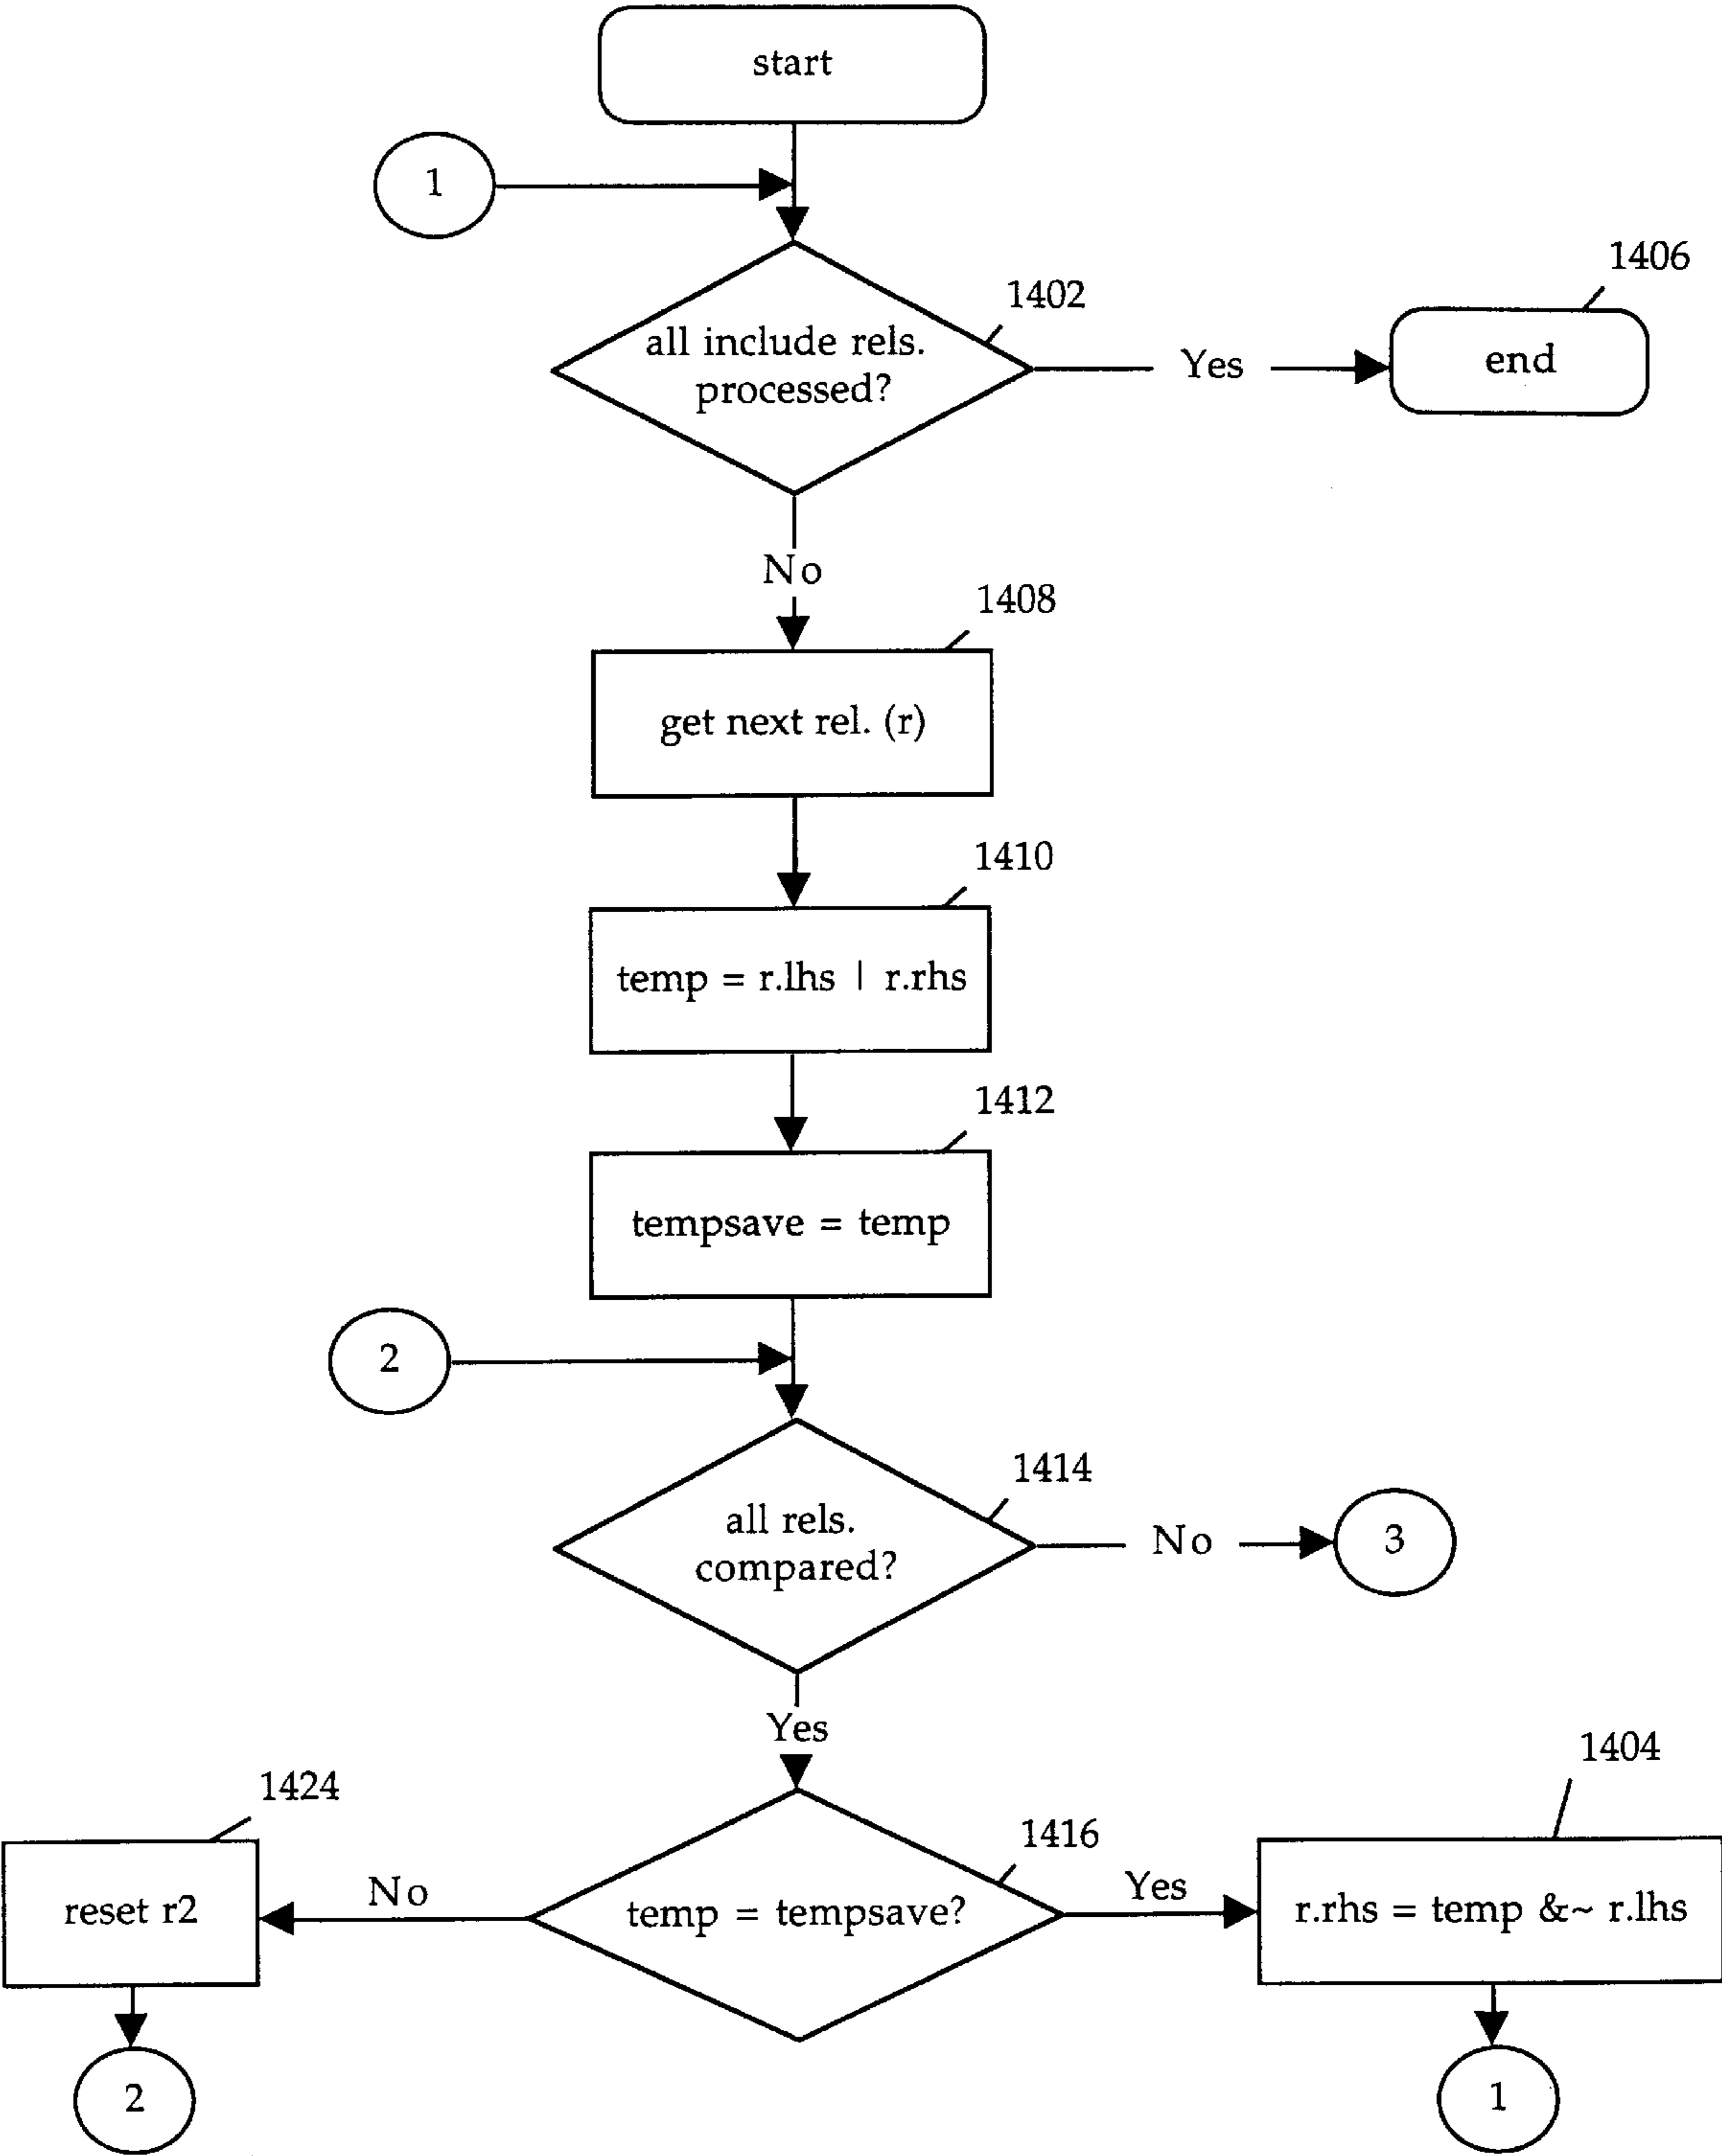 start
1
1406
1402
all include rels.
processed?
Yes
end
No
1408
get next rel. (r)
1410
temp = r.lhs | r.rhs
1412
tempsave = temp
2
1414
all rels.
compared?
No
3
Yes
1404
1424
1416
reset r2
No
temp = tempsave?
Yes
r.rhs = temp &~ r.lhs
2
1